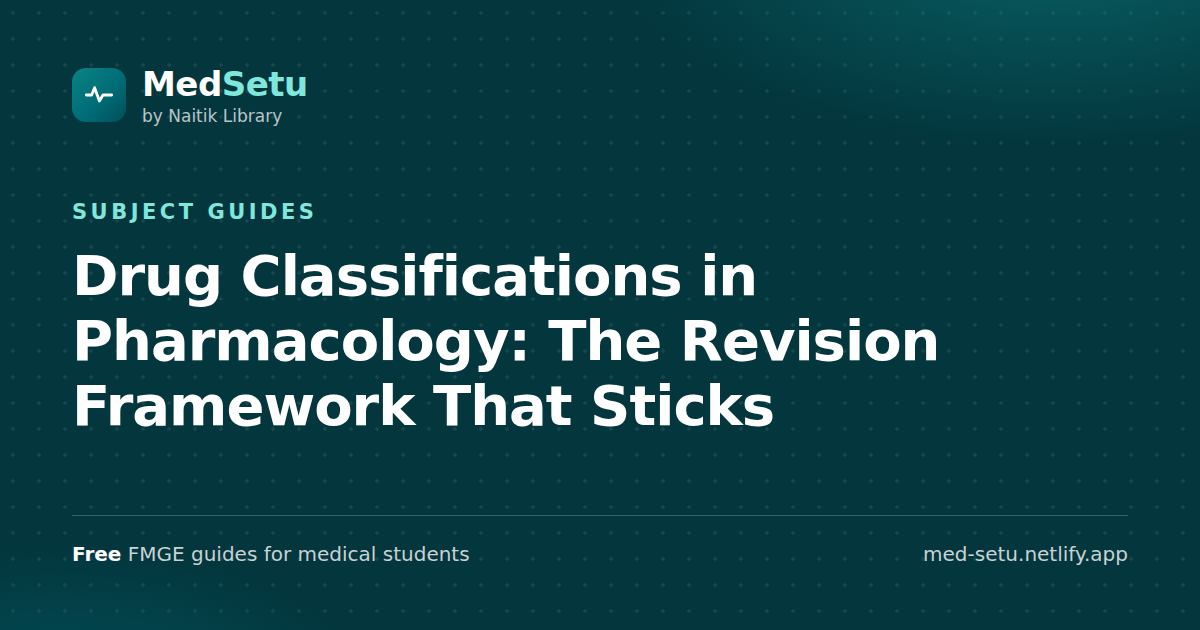 MedSetu
by Naitik Library
SUBJECT GUIDES
Drug Classifications in
Pharmacology: The Revision
Framework That Sticks
Free FMGE guides for medical students
med-setu.netlify.app